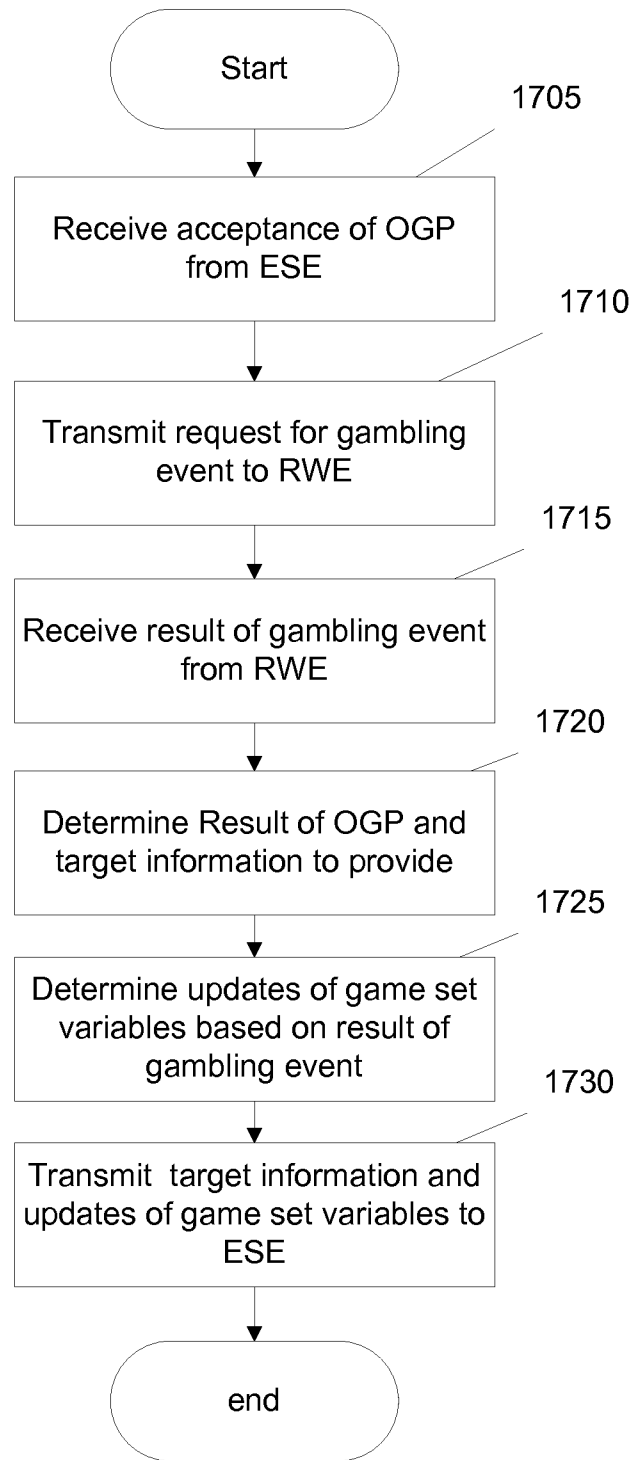 Start
1705
Receive acceptance of OGP
from ESE
1710
Transmit request for gambling
event to RWE
1715
Receive result of gambling event
from RWE
1720
Determine Result of OGP and
target information to provide
1725
Determine updates of game set
variables based on result of
gambling event
1730
Transmit target information and
updates of game set variables to
ESE
end